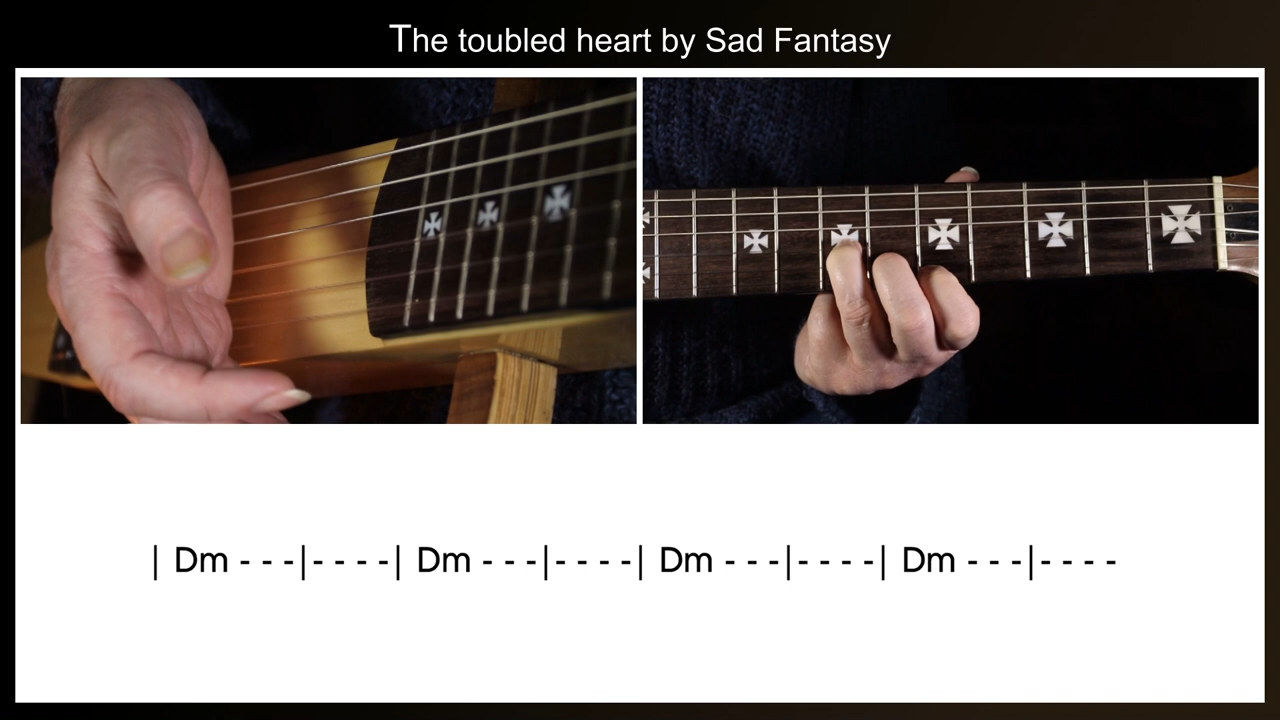 The toubled heart by Sad Fantasy
| Dm - - -|- - - -| Dm - - -|- - - -| Dm - - -|- - - -| Dm - - -|- - - -